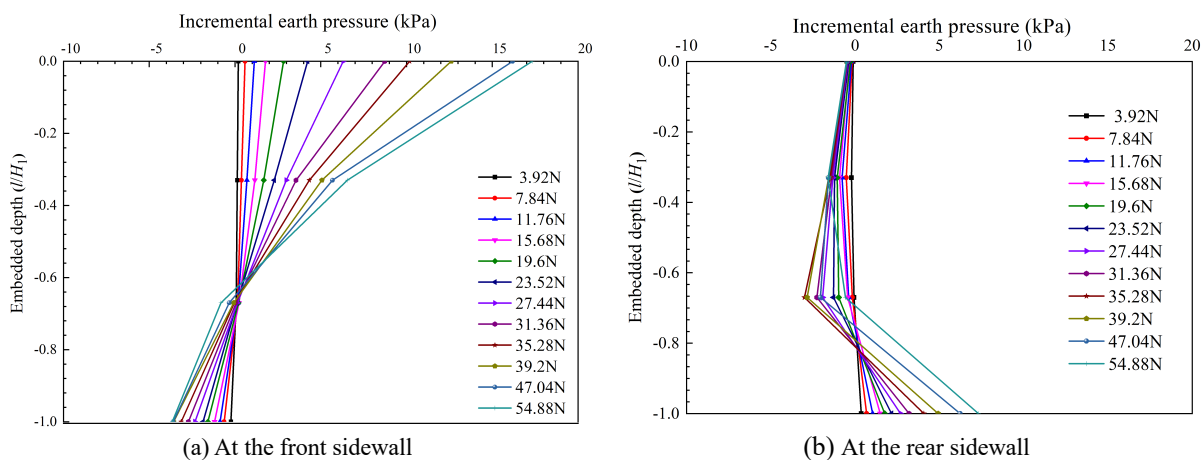 Incremental earth pressure (kPa)
-10 -5 0 5 10 15 20
Embedded depth (l/H₁)
0.0
-0.2
-0.4
-0.6
-0.8
-1.0
3.92N
7.84N
11.76N
15.68N
19.6N
23.52N
27.44N
31.36N
35.28N
39.2N
47.04N
54.88N
(a) At the front sidewall
Incremental earth pressure (kPa)
-10 -5 0 5 10 15 20
Embedded depth (l/H₁)
0.0
-0.2
-0.4
-0.6
-0.8
-1.0
3.92N
7.84N
11.76N
15.68N
19.6N
23.52N
27.44N
31.36N
35.28N
39.2N
47.04N
54.88N
(b) At the rear sidewall